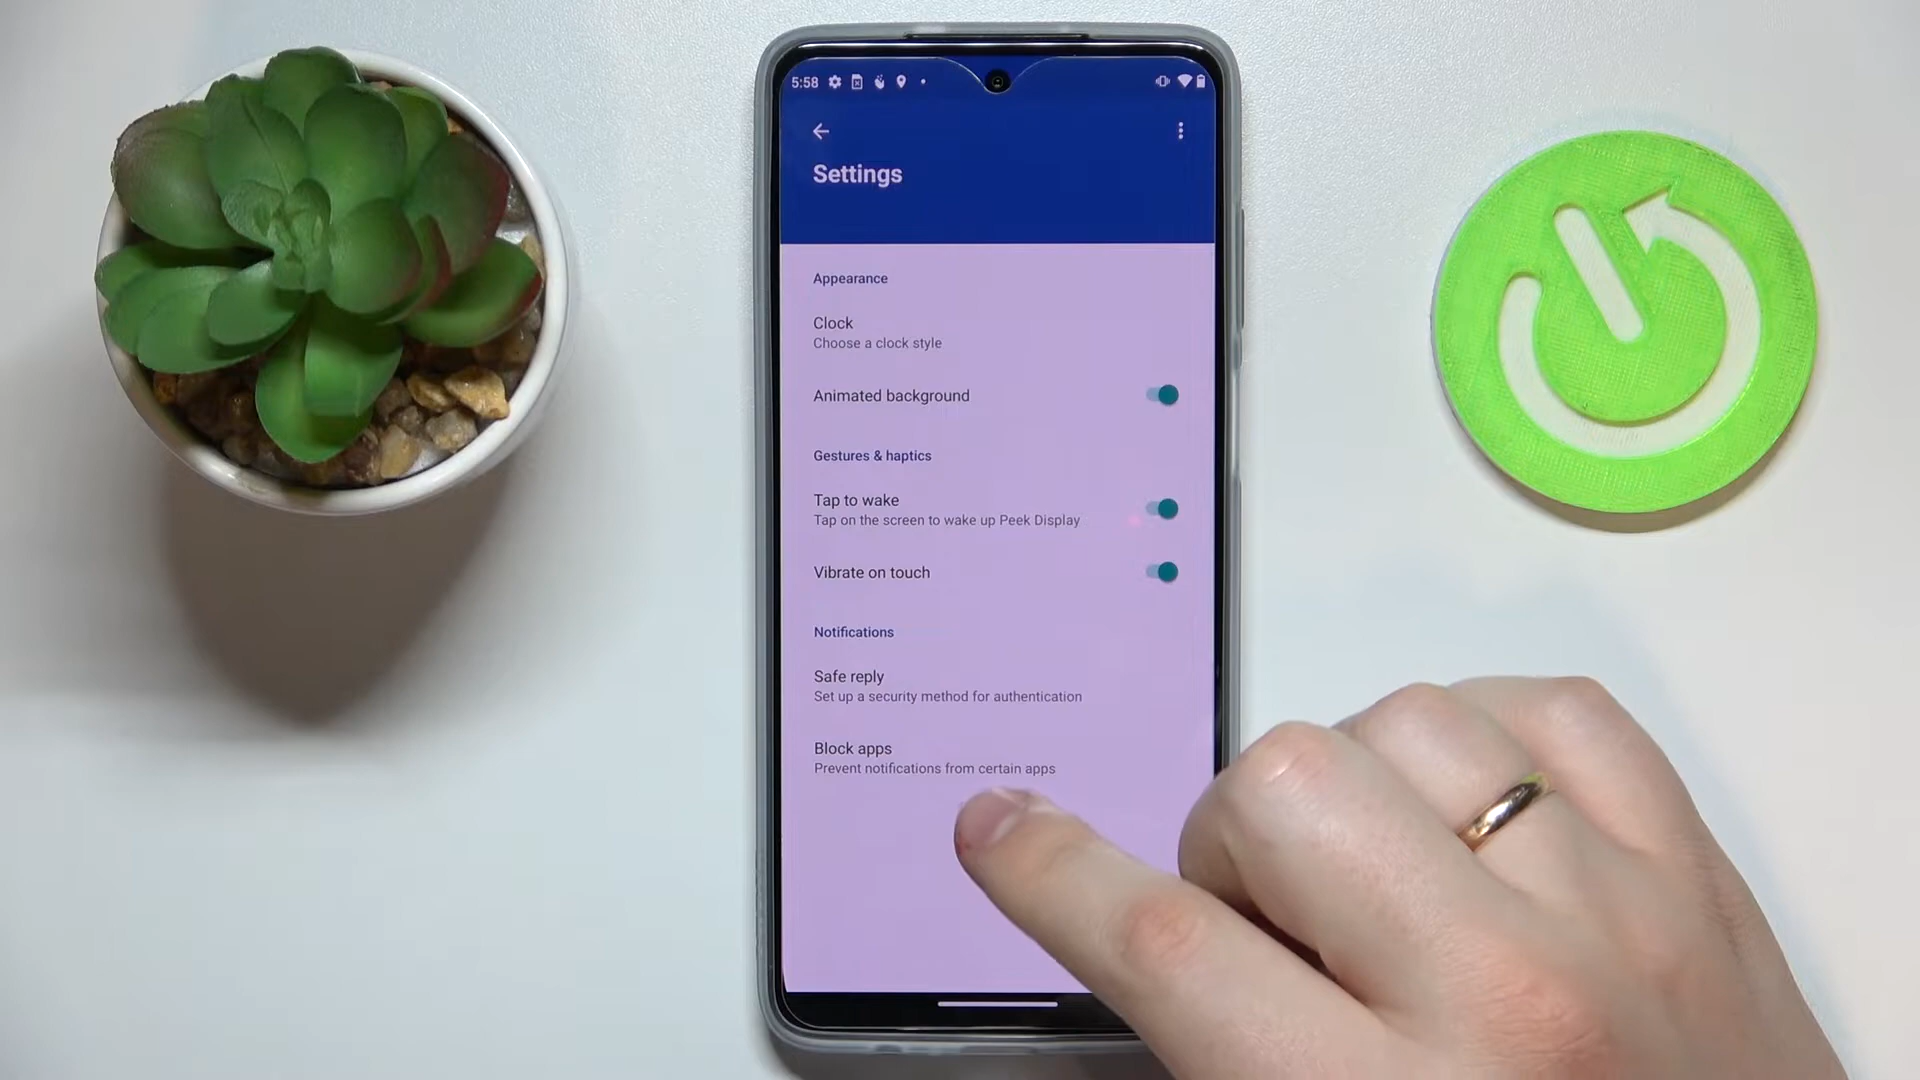 5:58
Settings
Appearance
Clock
Choose a clock style
Animated background
Gestures & haptics
Tap to wake
Tap on the screen to wake up Peek Display
Vibrate on touch
Notifications
Safe reply
Set up a security method for authentication
Block apps
Prevent notifications from certain apps